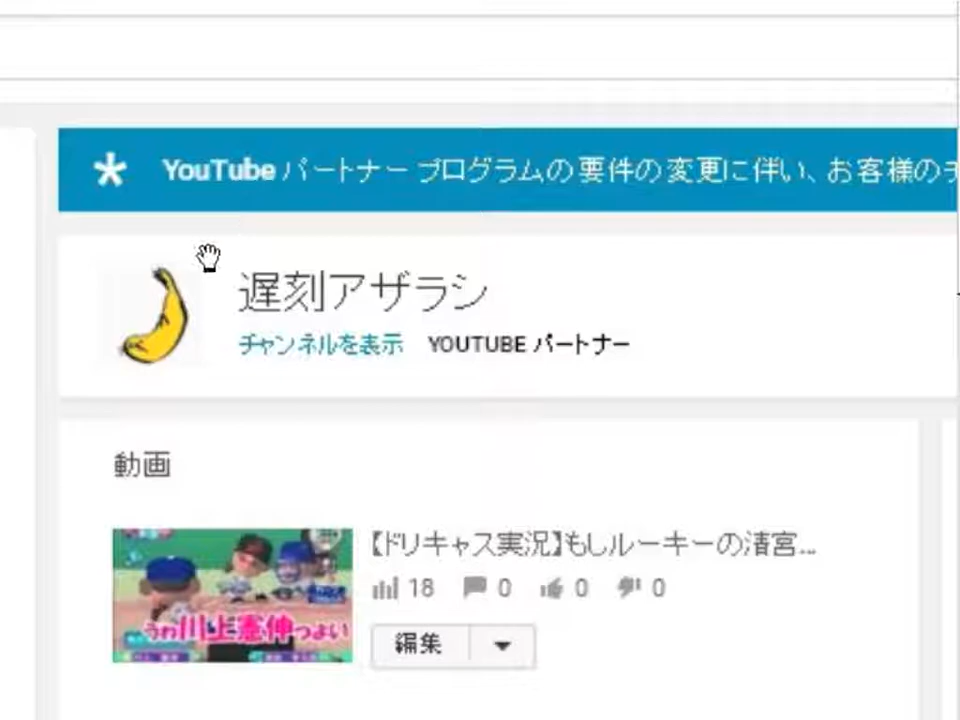 YouTube パートナー プログラムの要件の変更に伴い、お客様のチ
遅刻アザラシ
チャンネルを表示 YOUTUBE パートナー
動画
【ドリキャス実況】もしルーキーの清宮...
18 0 0 0
うわ川上憲伸つよい
編集